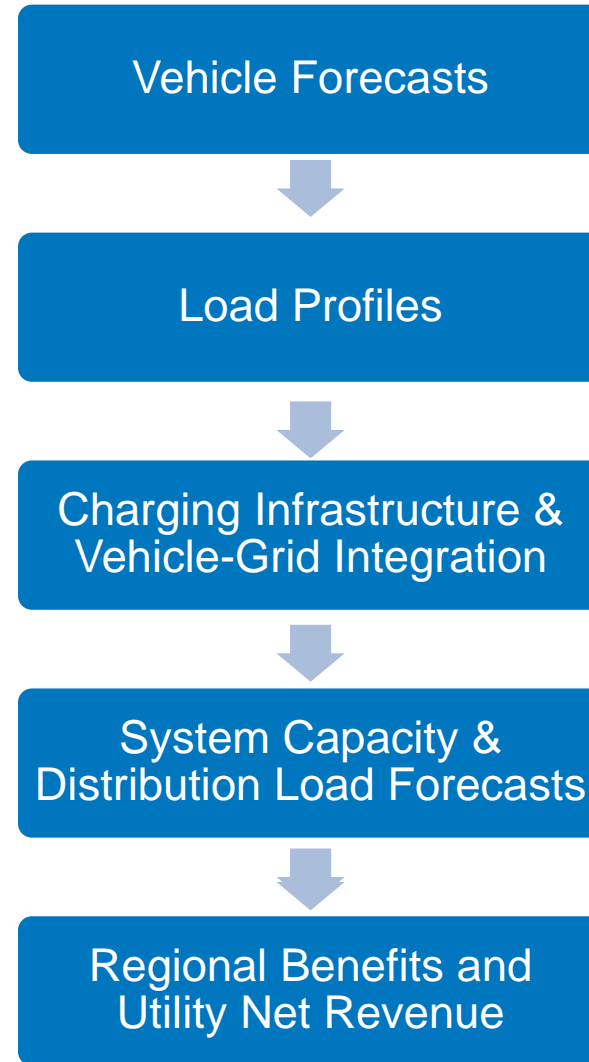 Vehicle Forecasts
Load Profiles
Charging Infrastructure &
Vehicle-Grid Integration
System Capacity &
Distribution Load Forecasts
Regional Benefits and
Utility Net Revenue